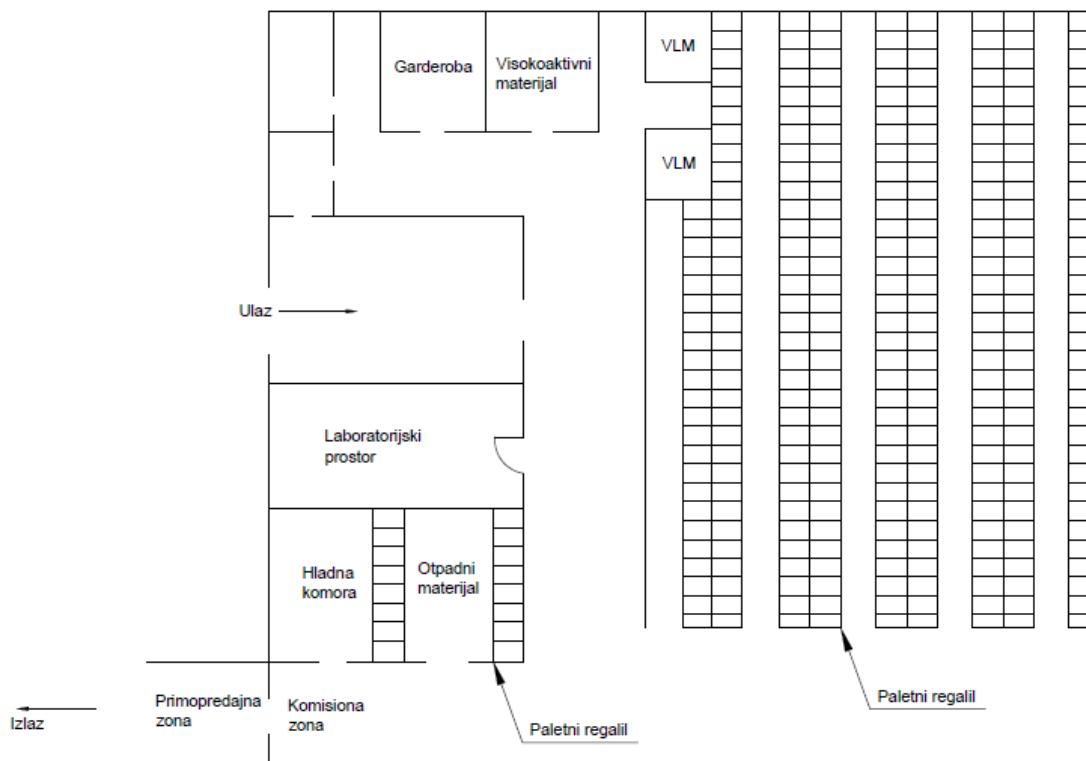 Garderoba
Visokoaktivni
materijal
VLM
VLM
Ulaz
Laboratorijski
prostor
Hladna
komora
Otpadni
materijal
Primopredajna
zona
Komisiona
zona
Izlaz
Paletni regalil
Paletni regalil